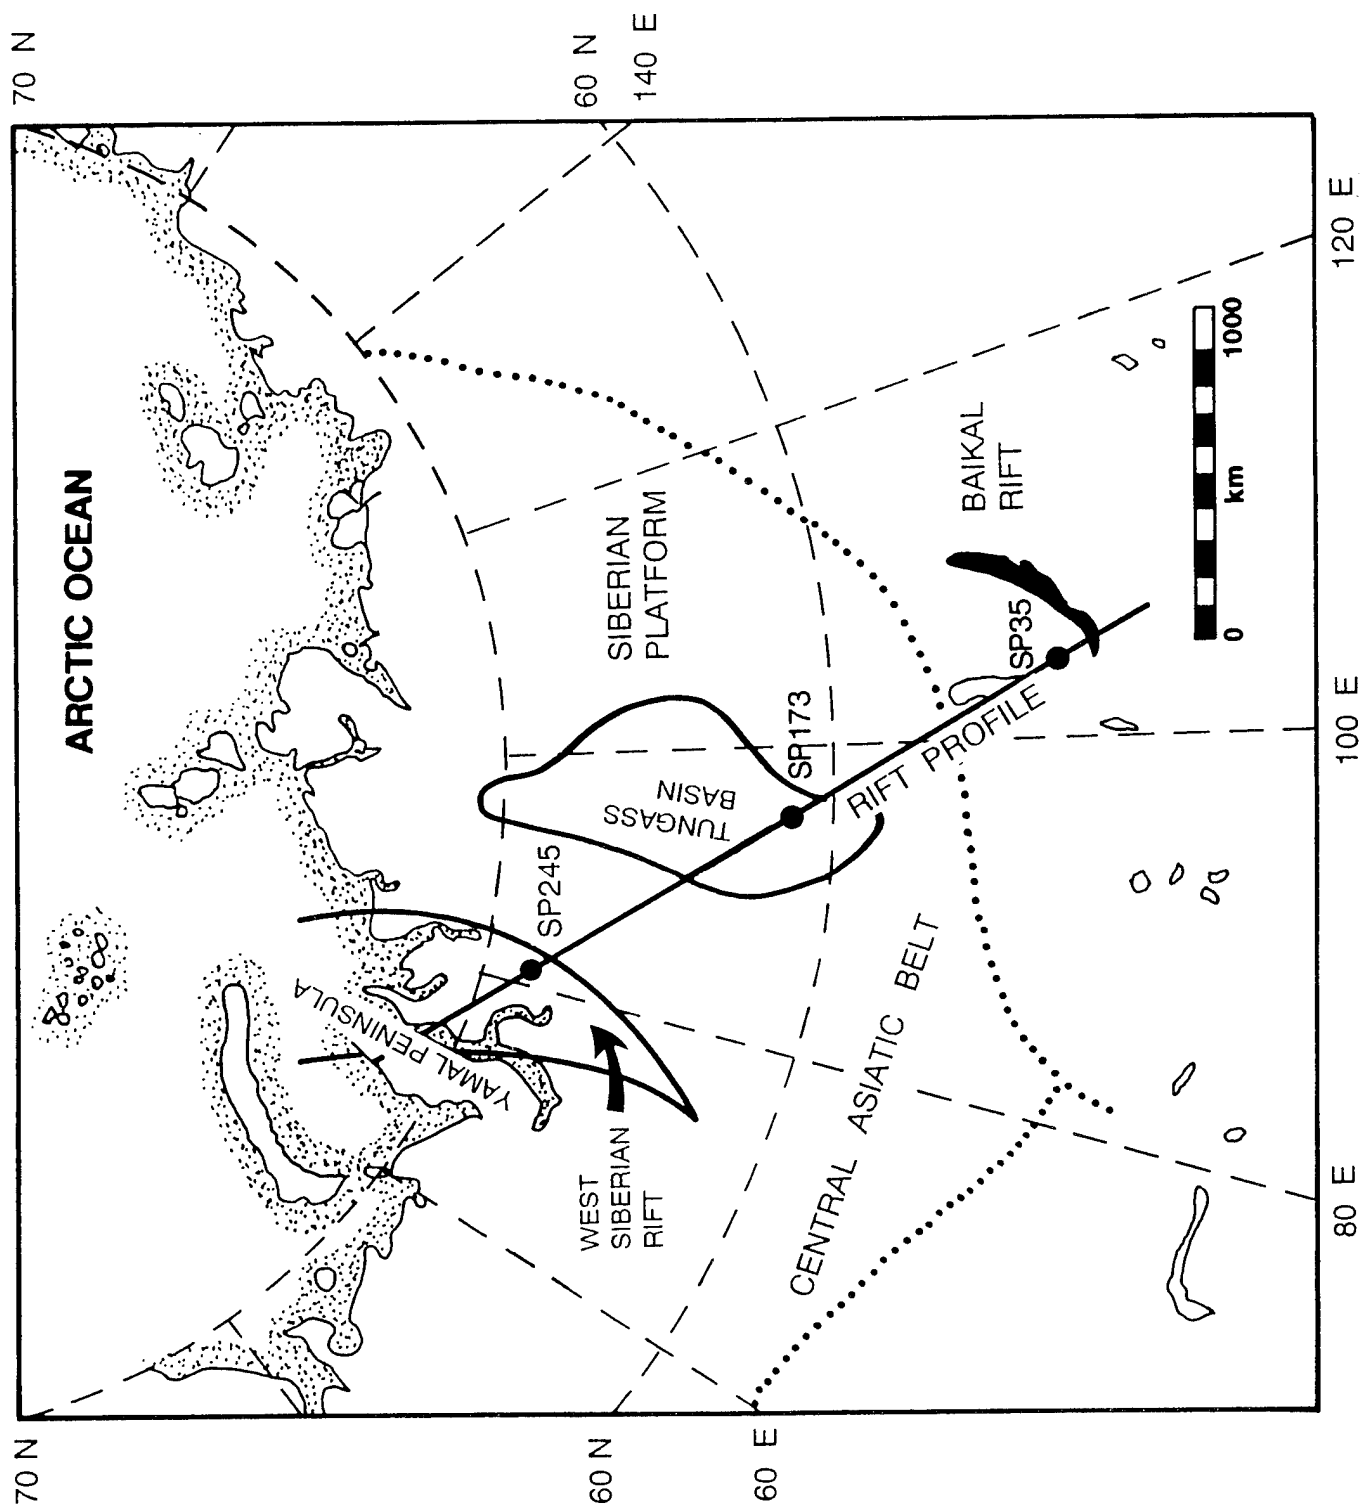 70 N
60 N
140 E
ARCTIC OCEAN
120 E
0
km
1000
BAIKAL
RIFT
SIBERIAN
PLATFORM
SP35
SP173
RIFT PROFILE
100 E
TUNGASS
BASIN
SP245
YAMAL PENINSULA
WEST
SIBERIAN
RIFT
CENTRAL ASIATIC BELT
80 E
70 N
60 N
60 E